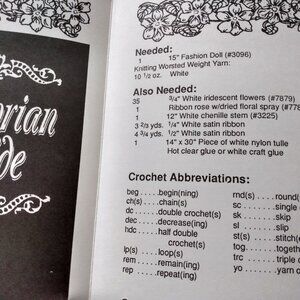 orian
de
Needed:
15" Fashion Doll (#3096)
Knitting Worsted Weight Yarn:
10 1/2 oz. White
Also Needed:
35 3/4" White iridescent flowers (#7879)
1 Ribbon rose w/dried floral spray (#778
1 12" White chenille stem (#3225)
3 2/3 yds. 1/4" White satin ribbon
4 3/4 yds. 1/2" White satin ribbon
1 14" x 30" Piece of white nylon tulle
Hot clear glue or white craft glue
Crochet Abbreviations:
beg . . . . begin(ning)
ch(s) . . . . chain(s)
dc . . . . double crochet(s)
dec . . . . decrease(ing)
hdc . . . . half double
crochet(s)
lp(s) . . . . loop(s)
rem . . . . remain(ing)
rep . . . . repeat(ing)
rnd(s) . . . . round(
sc . . . . single
sk . . . . skip
sl . . . . slip
st(s) . . . . stitch(e
tog . . . . togeth
trc . . . . triple c
yo . . . . yarn o